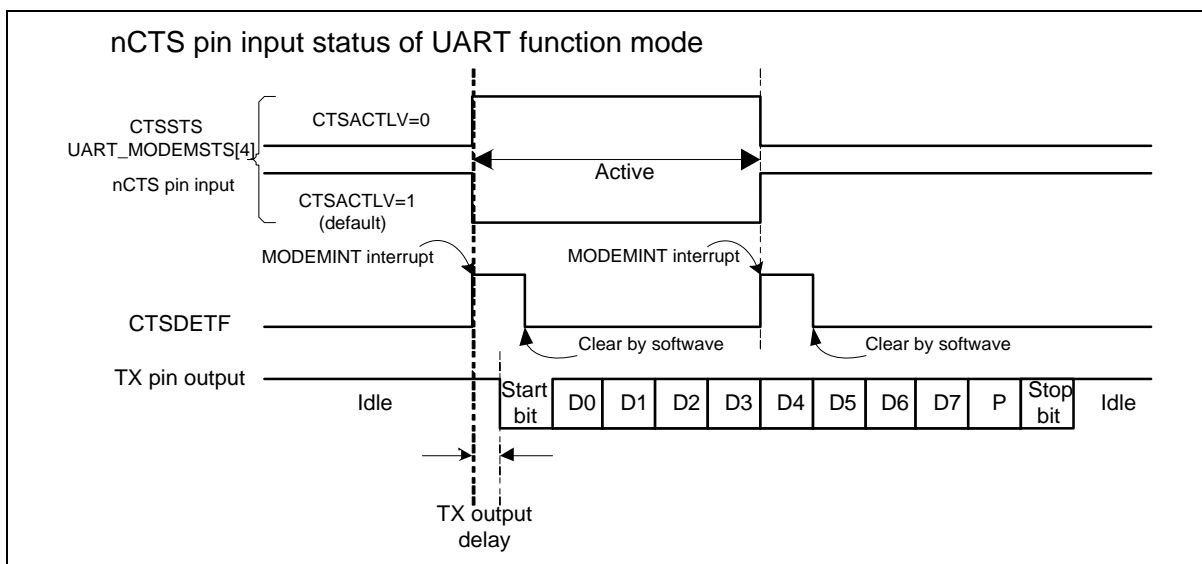 nCTS pin input status of UART function mode
CTSACTLV=0
CTSSTS
UART_MODEMSTS[4]
Active
nCTS pin input
CTSACTLV=1
(default)
MODEMINT interrupt
MODEMINT interrupt
CTSDETF
Clear by softwave
Clear by softwave
TX pin output
Idle
Start
bit
D0
D1
D2
D3
D4
D5
D6
D7
P
Stop
bit
Idle
TX output
delay